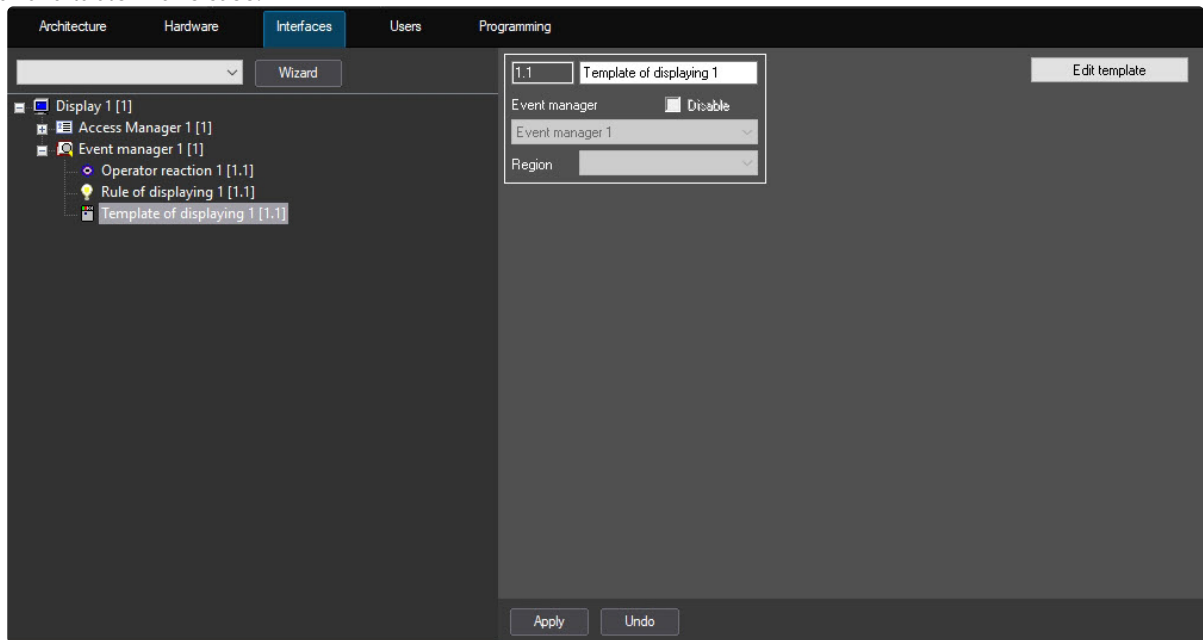 Architecture Hardware Interfaces Users Programming
Wizard
Display 1 [1]
Access Manager 1 [1]
Event manager 1 [1]
Operator reaction 1 [1.1]
Rule of displaying 1 [1.1]
Template of displaying 1 [1.1]
1.1 Template of displaying 1
Event manager Disable
Event manager 1
Region
Edit template
Apply Undo